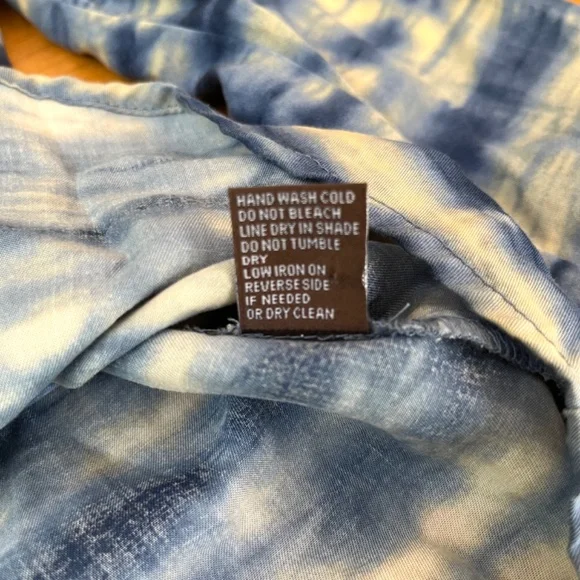 HAND WASH COLD
DO NOT BLEACH
LINE DRY IN SHADE
DO NOT TUMBLE
DRY
LOW IRON ON
REVERSE SIDE
IF NEEDED
OR DRY CLEAN